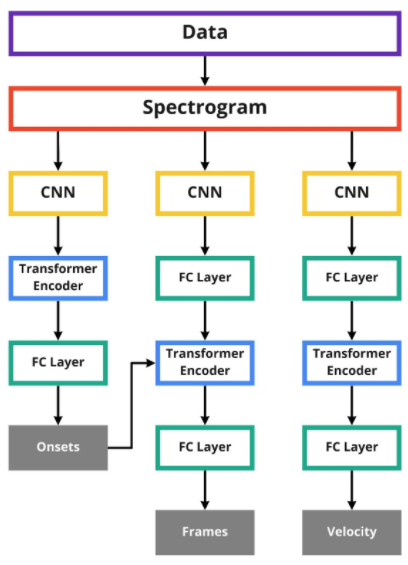 Data
Spectrogram
CNN
CNN
CNN
Transformer
Encoder
FC Layer
FC Layer
FC Layer
Transformer
Encoder
Transformer
Encoder
Onsets
FC Layer
FC Layer
Frames
Velocity